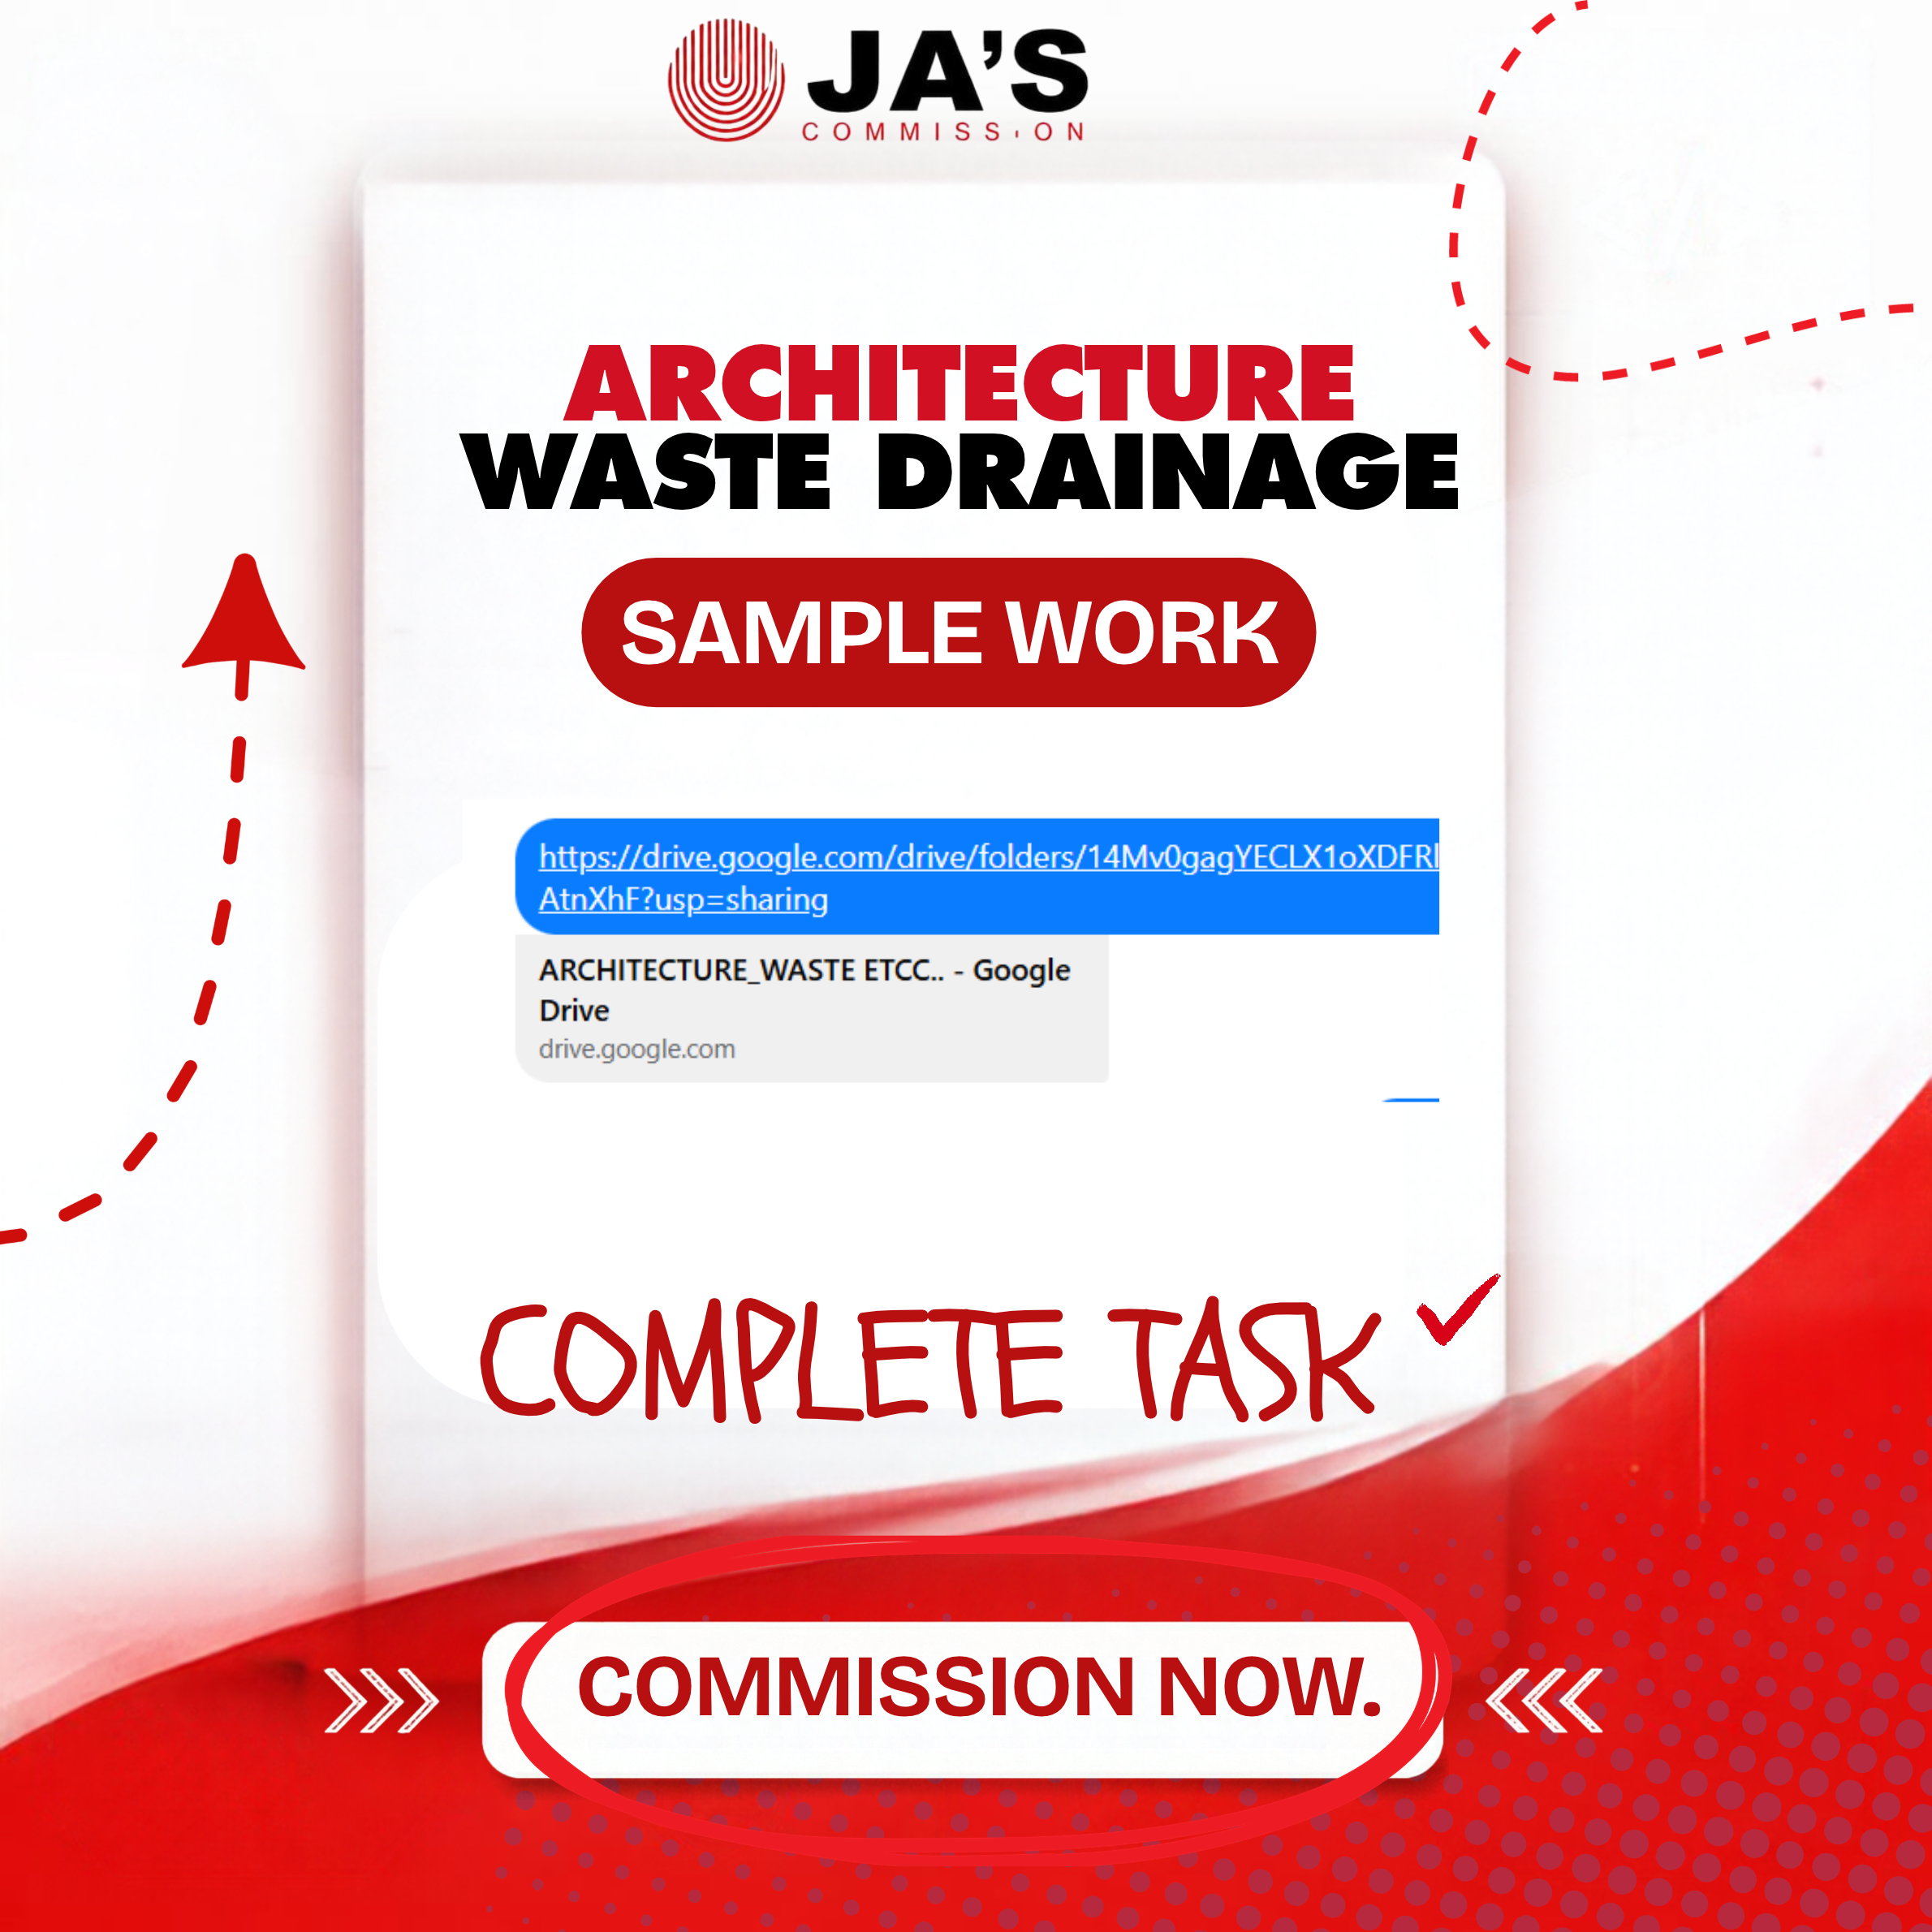 JA'S
COMMISSION
ARCHITECTURE
WASTE DRAINAGE
SAMPLE WORK
https://drive.google.com/drive/folders/14Mv0gagYECLX1oXDFR
AtnXhF?usp=sharing
ARCHITECTURE_WASTE ETCC.. - Google
Drive
drive.google.com
COMPLETE TASK
COMMISSION NOW.